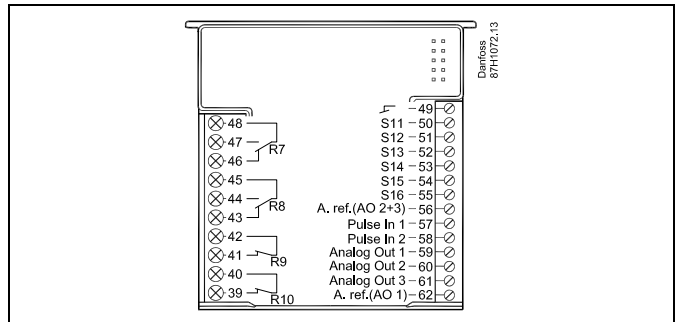 Danfoss
87H1072.13
48
47
R7
46
45
44
R8
43
42
41
R9
40
39
R10
49
S11 – 50
S12 – 51
S13 – 52
S14 – 53
S15 – 54
S16 – 55
A. ref.(AO 2+3) – 56
Pulse In 1 – 57
Pulse In 2 – 58
Analog Out 1 – 59
Analog Out 2 – 60
Analog Out 3 – 61
A. ref.(AO 1) – 62